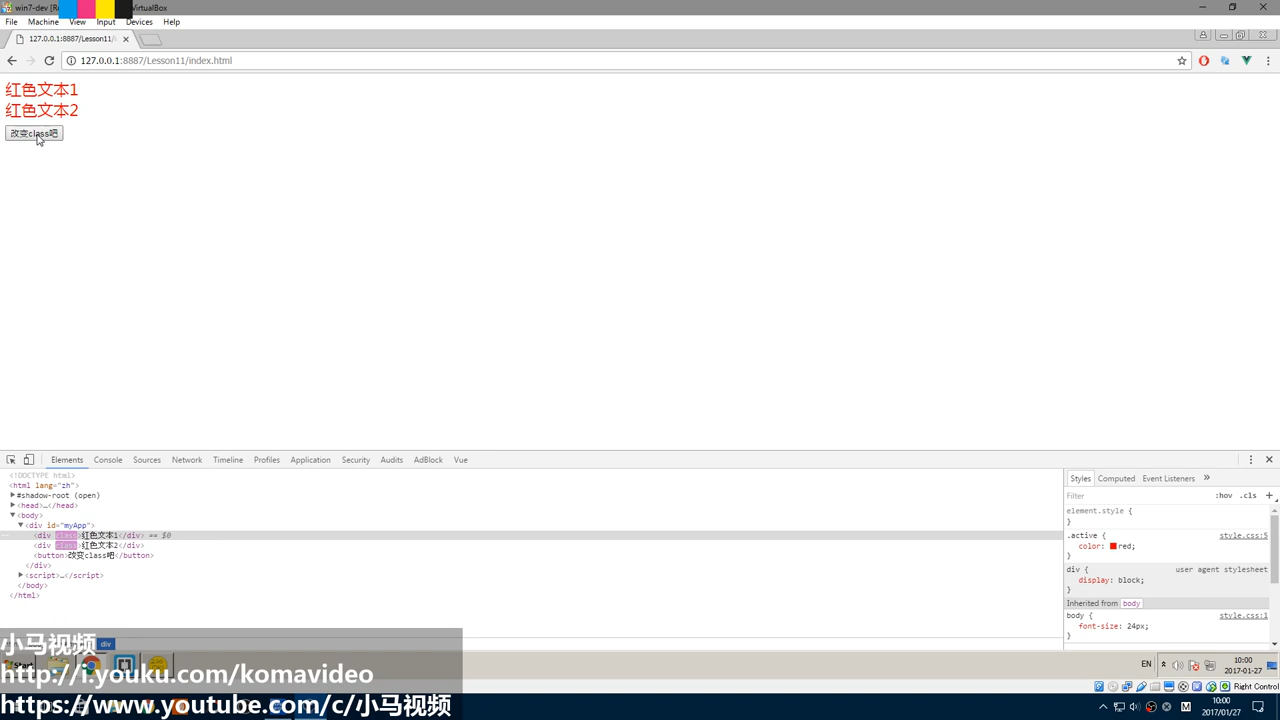 win7-dev [R
VirtualBox
File Machine View Input Devices Help
127.0.0.1:8887/Lesson11/
127.0.0.1:8887/Lesson11/index.html
红色文本1
红色文本2
改变class吧
Elements Console Sources Network Timeline Profiles Application Security Audits AdBlock Vue
<!DOCTYPE html>
<html lang="zh">
#shadow-root (open)
<head>…</head>
<body>
<div id="myApp">
<div class>红色文本1</div> == $0
<div class>红色文本2</div>
<button>改变class吧</button>
</div>
<script>…</script>
</body>
</html>
div
Styles Computed Event Listeners »
Filter :hov .cls +
element.style {
}
.active { style.css:5
color: red;
}
div { user agent stylesheet
display: block;
}
Inherited from body
body { style.css:1
font-size: 24px;
}
小马视频
http://i.youku.com/komavideo
https://www.youtube.com/c/小马视频
Start
EN
10:00
2017-01-27
Right Control
M
10:00
2017/01/27